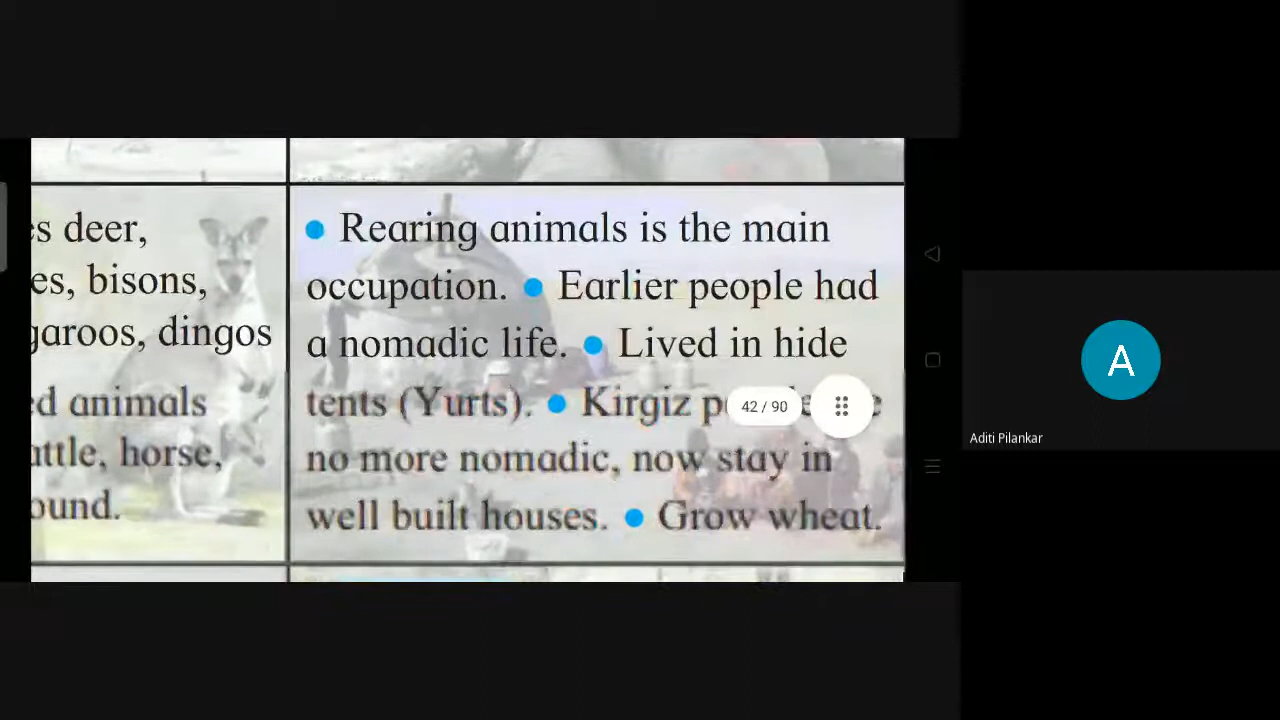 s deer,
es, bisons,
garoos, dingos
d animals
attle, horse,
ound.
● Rearing animals is the main
occupation. ● Earlier people had
a nomadic life. ● Lived in hide
tents (Yurts). ● Kirgiz
no more nomadic, now stay in
well built houses. ● Grow wheat.
42 / 90
A
Aditi Pilankar